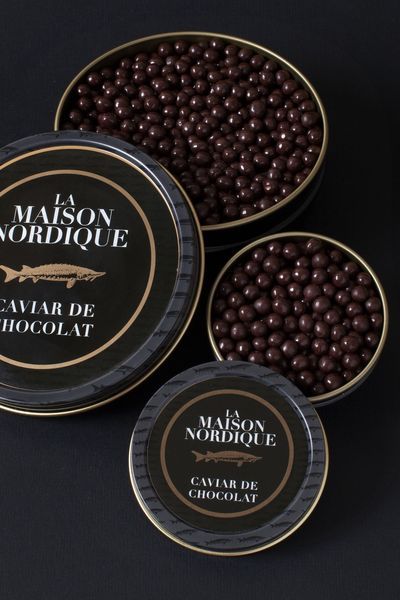 LA
MAISON
NORDIQUE
CAVIAR DE
CHOCOLAT
LA
MAISON
NORDIQUE
CAVIAR DE
CHOCOLAT